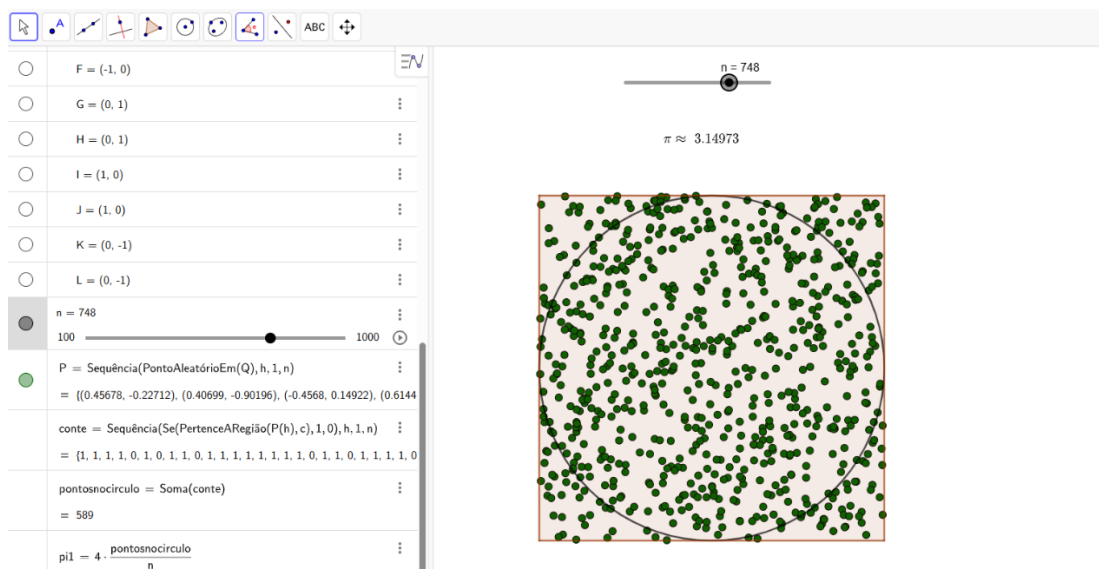 ABC
F = (-1, 0)
G = (0, 1)
H = (0, 1)
I = (1, 0)
J = (1, 0)
K = (0, -1)
L = (0, -1)
n = 748
100 1000
P = Sequência(PontoAleatórioEm(Q), h, 1, n)
= {(0.45678, -0.22712), (0.40699, -0.90196), (-0.4568, 0.14922), (0.6144
conte = Sequência(Se(PertenceARegião(P(h), c), 1, 0), h, 1, n)
= {1, 1, 1, 1, 0, 1, 0, 1, 1, 0, 1, 1, 1, 1, 1, 1, 1, 1, 0, 1, 1, 0, 1, 1, 1, 1, 0
pontosnocirculo = Soma(conte)
= 589
pi1 = 4 · pontosnocirculo
n
n = 748
π ≈ 3.14973